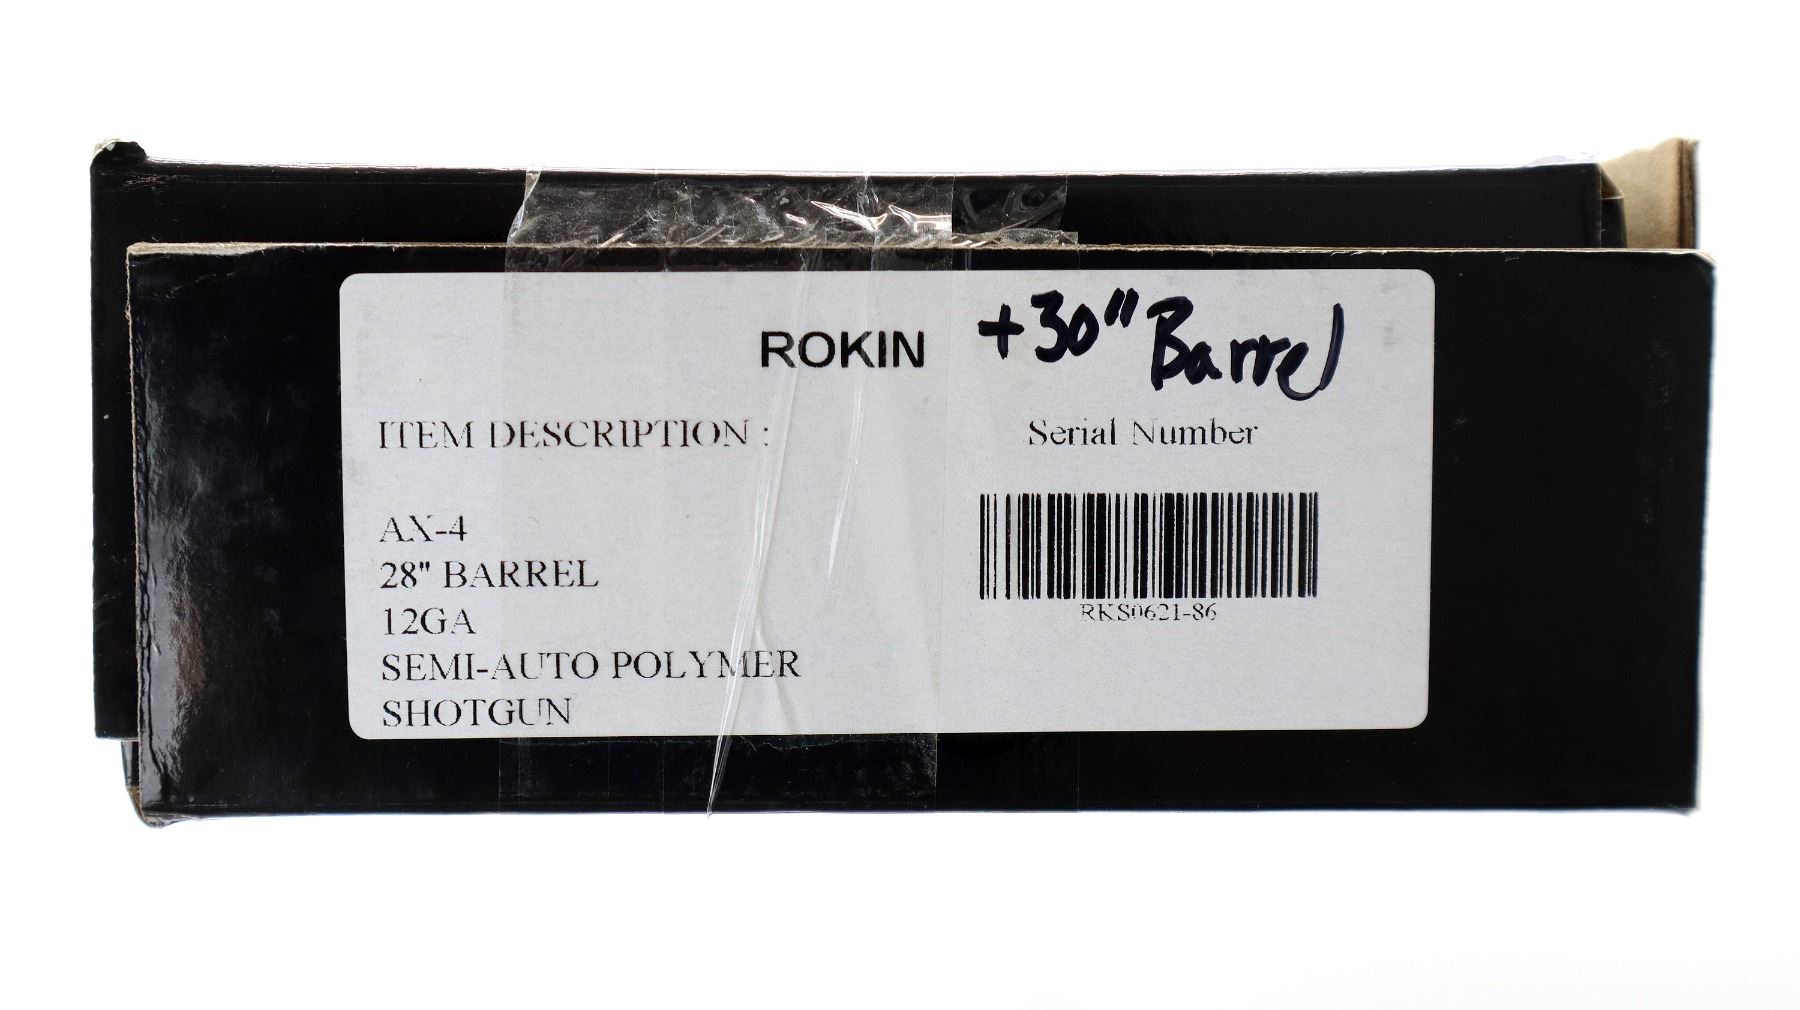 ROKIN +30" Barrel
ITEM DESCRIPTION :
Serial Number
AX-4
28" BARREL
12GA
SEMI-AUTO POLYMER
SHOTGUN
RKS0621-86